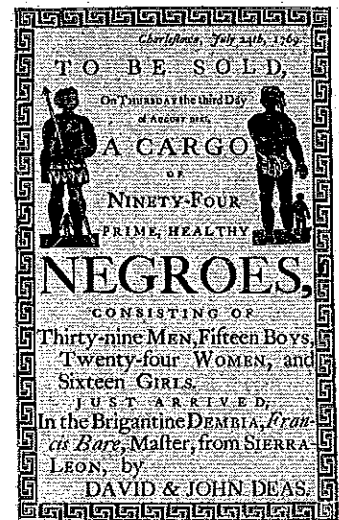 Charlestown, July 24th, 1769.
TO BE SOLD,
On THURSDAY the third Day
of AUGUST next,
A CARGO
OF
NINETY-FOUR
PRIME, HEALTHY
NEGROES,
CONSISTING OF
Thirty-nine MEN, Fifteen BOYS,
Twenty-four WOMEN, and
Sixteen GIRLS.
JUST ARRIVED,
In the Brigantine DEMBIA, Fran-
cis Bare, Maſter, from SIERRA-
LEON, by
DAVID & JOHN DEAS.